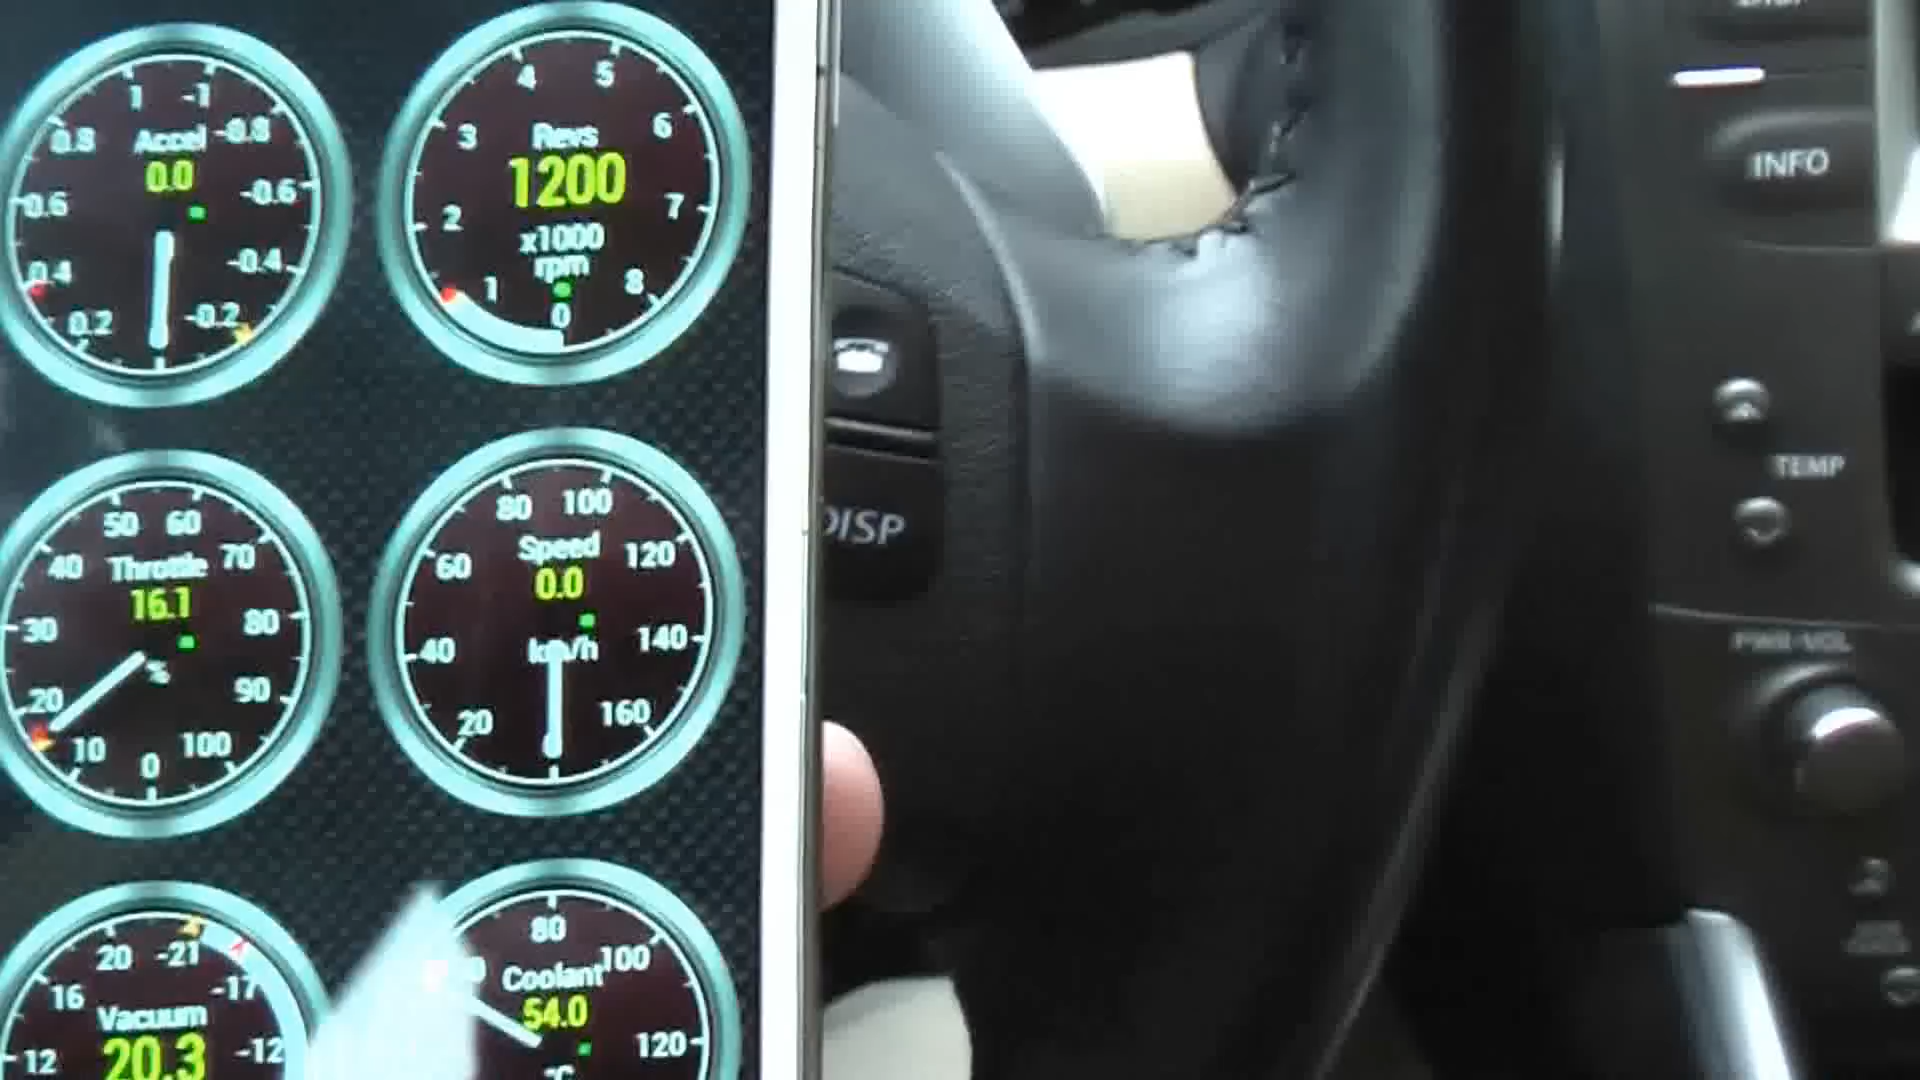 1 -1
0.8 Accel -0.8
0.0
0.6 -0.6
0.4 -0.4
0.2 -0.2
4 5
3 Revs 6
1200
2 7
x1000
rpm
1 8
0
50 60
40 Throttle 70
16.1
30 80
%
20 90
10 100
0
80 100
60 Speed 120
0.0
40 km/h 140
20 160
0
20 -21
16 -17
Vacuum
12 20.3 -12
80
Coolant 100
54.0
120
°C
DISP
INFO
TEMP
PWR·VOL